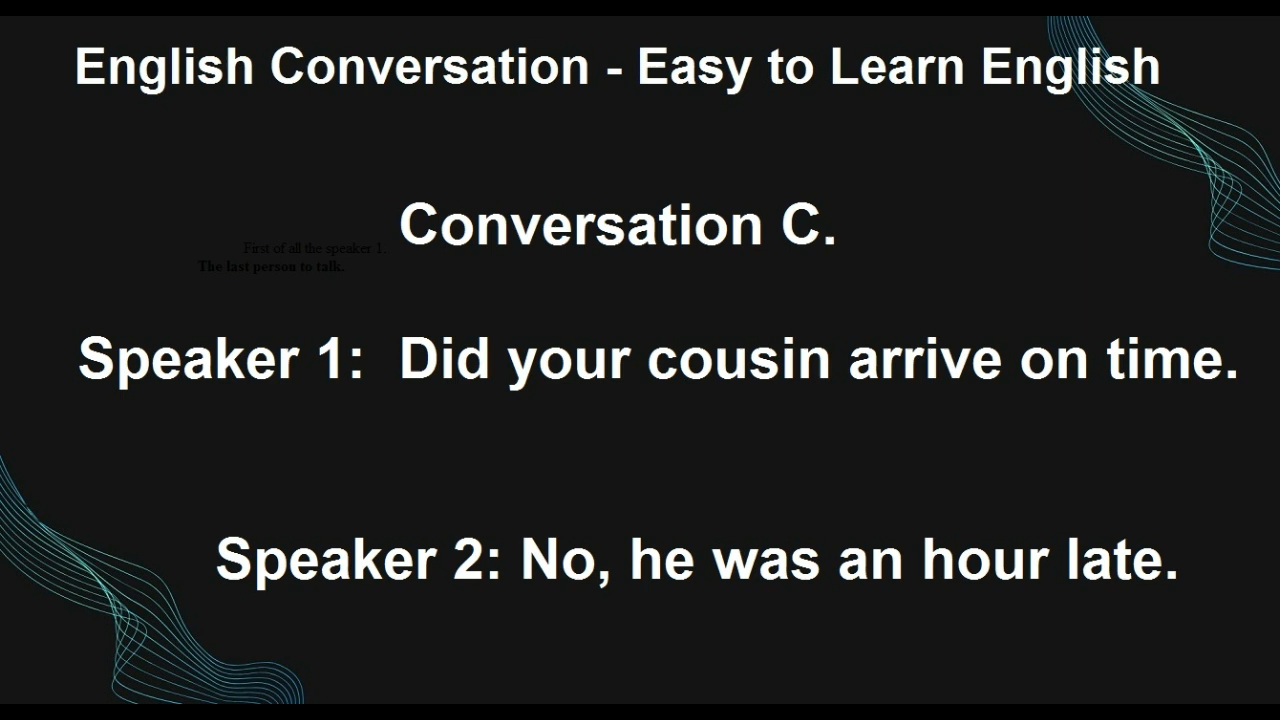 English Conversation - Easy to Learn English
Conversation C.
First of all the speaker 1.
The last person to talk.
Speaker 1: Did your cousin arrive on time.
Speaker 2: No, he was an hour late.